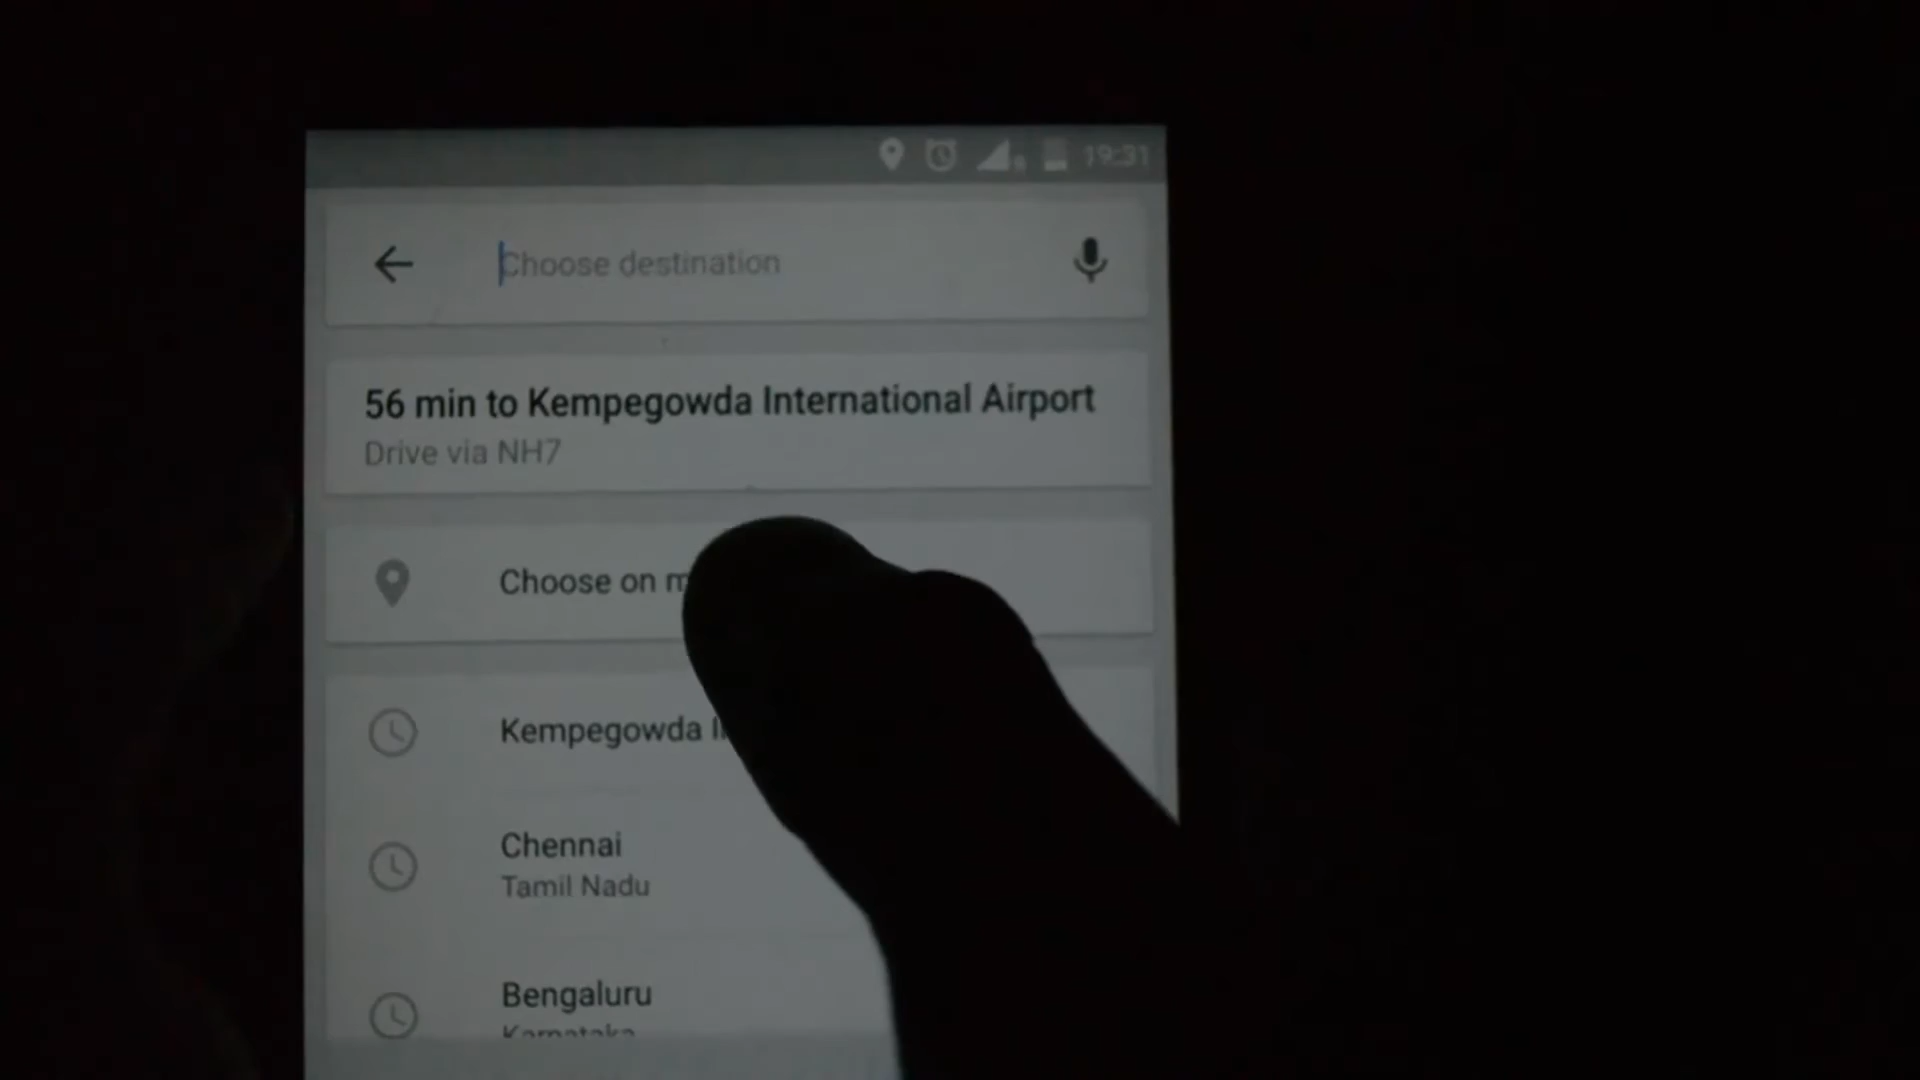 19:31
Choose destination
56 min to Kempegowda International Airport
Drive via NH7
Choose on
Kempegowda
Chennai
Tamil Nadu
Bengaluru
Karnataka